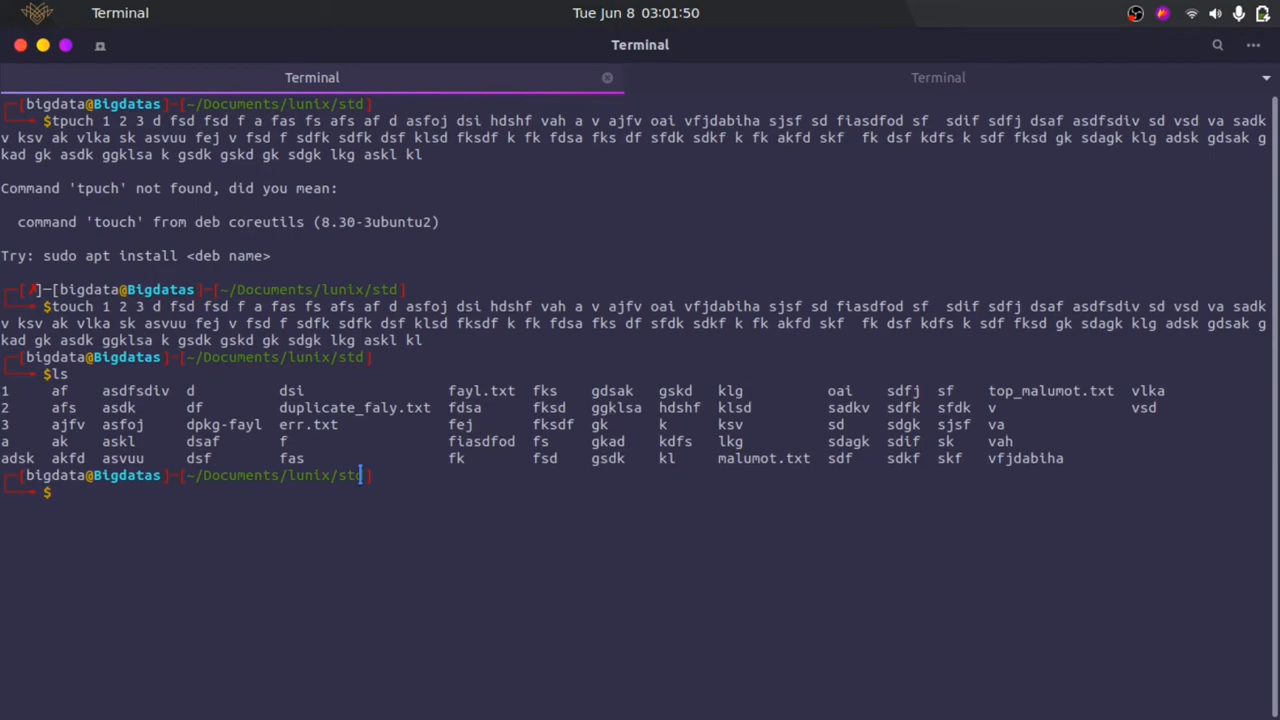 Terminal
Tue Jun 8 03:01:50
Terminal
Terminal
Terminal
[bigdata@Bigdatas]-[~/Documents/lunix/std]
$tpuch 1 2 3 d fsd fsd f a fas fs afs af d asfoj dsi hdshf vah a v ajfv oai vfjdabiha sjsf sd fiasdfod sf  sdif sdfj dsaf asdfsdiv sd vsd va sadk
v ksv ak vlka sk asvuu fej v fsd f sdfk sdfk dsf klsd fksdf k fk fdsa fks df sfdk sdkf k fk akfd skf  fk dsf kdfs k sdf fksd gk sdagk klg adsk gdsak g
kad gk asdk ggklsa k gsdk gskd gk sdgk lkg askl kl
Command 'tpuch' not found, did you mean:
command 'touch' from deb coreutils (8.30-3ubuntu2)
Try: sudo apt install <deb name>
[✗]─[bigdata@Bigdatas]-[~/Documents/lunix/std]
$touch 1 2 3 d fsd fsd f a fas fs afs af d asfoj dsi hdshf vah a v ajfv oai vfjdabiha sjsf sd fiasdfod sf  sdif sdfj dsaf asdfsdiv sd vsd va sadk
v ksv ak vlka sk asvuu fej v fsd f sdfk sdfk dsf klsd fksdf k fk fdsa fks df sfdk sdkf k fk akfd skf  fk dsf kdfs k sdf fksd gk sdagk klg adsk gdsak g
kad gk asdk ggklsa k gsdk gskd gk sdgk lkg askl kl
[bigdata@Bigdatas]-[~/Documents/lunix/std]
$ls
1 af asdfsdiv d dsi fayl.txt fks gdsak gskd klg oai sdfj sf top_malumot.txt vlka
2 afs asdk df duplicate_faly.txt fdsa fksd ggklsa hdshf klsd sadkv sdfk sfdk v vsd
3 ajfv asfoj dpkg-fayl err.txt fej fksdf gk k ksv sd sdgk sjsf va
a ak askl dsaf f fiasdfod fs gkad kdfs lkg sdagk sdif sk vah
adsk akfd asvuu dsf fas fk fsd gsdk kl malumot.txt sdf sdkf skf vfjdabiha
[bigdata@Bigdatas]-[~/Documents/lunix/std]
$